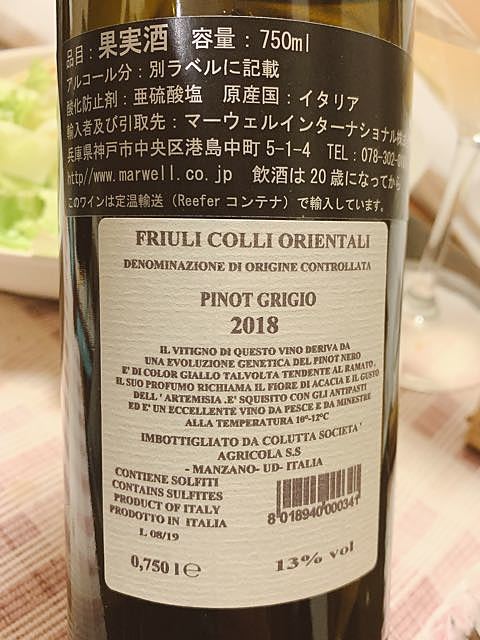 品目：果実酒 容量：750ml
アルコール分：別ラベルに記載
酸化防止剤：亜硫酸塩 原産国：イタリア
輸入者及び引取先：マーウェルインターナショナル株式
兵庫県神戸市中央区港島中町5-1-4 TEL：078-302-0
http//www.marwell.co.jp 飲酒は20歳になってから
このワインは定温輸送（Reefer コンテナ）で輸入しています。
FRIULI COLLI ORIENTALI
DENOMINAZIONE DI ORIGINE CONTROLLATA
PINOT GRIGIO
2018
IL VITIGNO DI QUESTO VINO DERIVA DA
UNA EVOLUZIONE GENETICA DEL PINOT NERO
E' DI COLOR GIALLO TALVOLTA TENDENTE AL RAMATO.
IL SUO PROFUMO RICHIAMA IL FIORE DI ACACIA E IL GUSTO
DELL' ARTEMISIA .E' SQUISITO CON GLI ANTIPASTI
ED E' UN ECCELLENTE VINO DA PESCE E DA MINESTRE
ALLA TEMPERATURA 10°-12°C
IMBOTTIGLIATO DA COLUTTA SOCIETA'
AGRICOLA S.S
- MANZANO- UD- ITALIA
CONTIENE SOLFITI
CONTAINS SULFITES
PRODUCT OF ITALY
PRODOTTO IN ITALIA
L 08/19
8 018940 000341
0,750 l ℮
13% vol